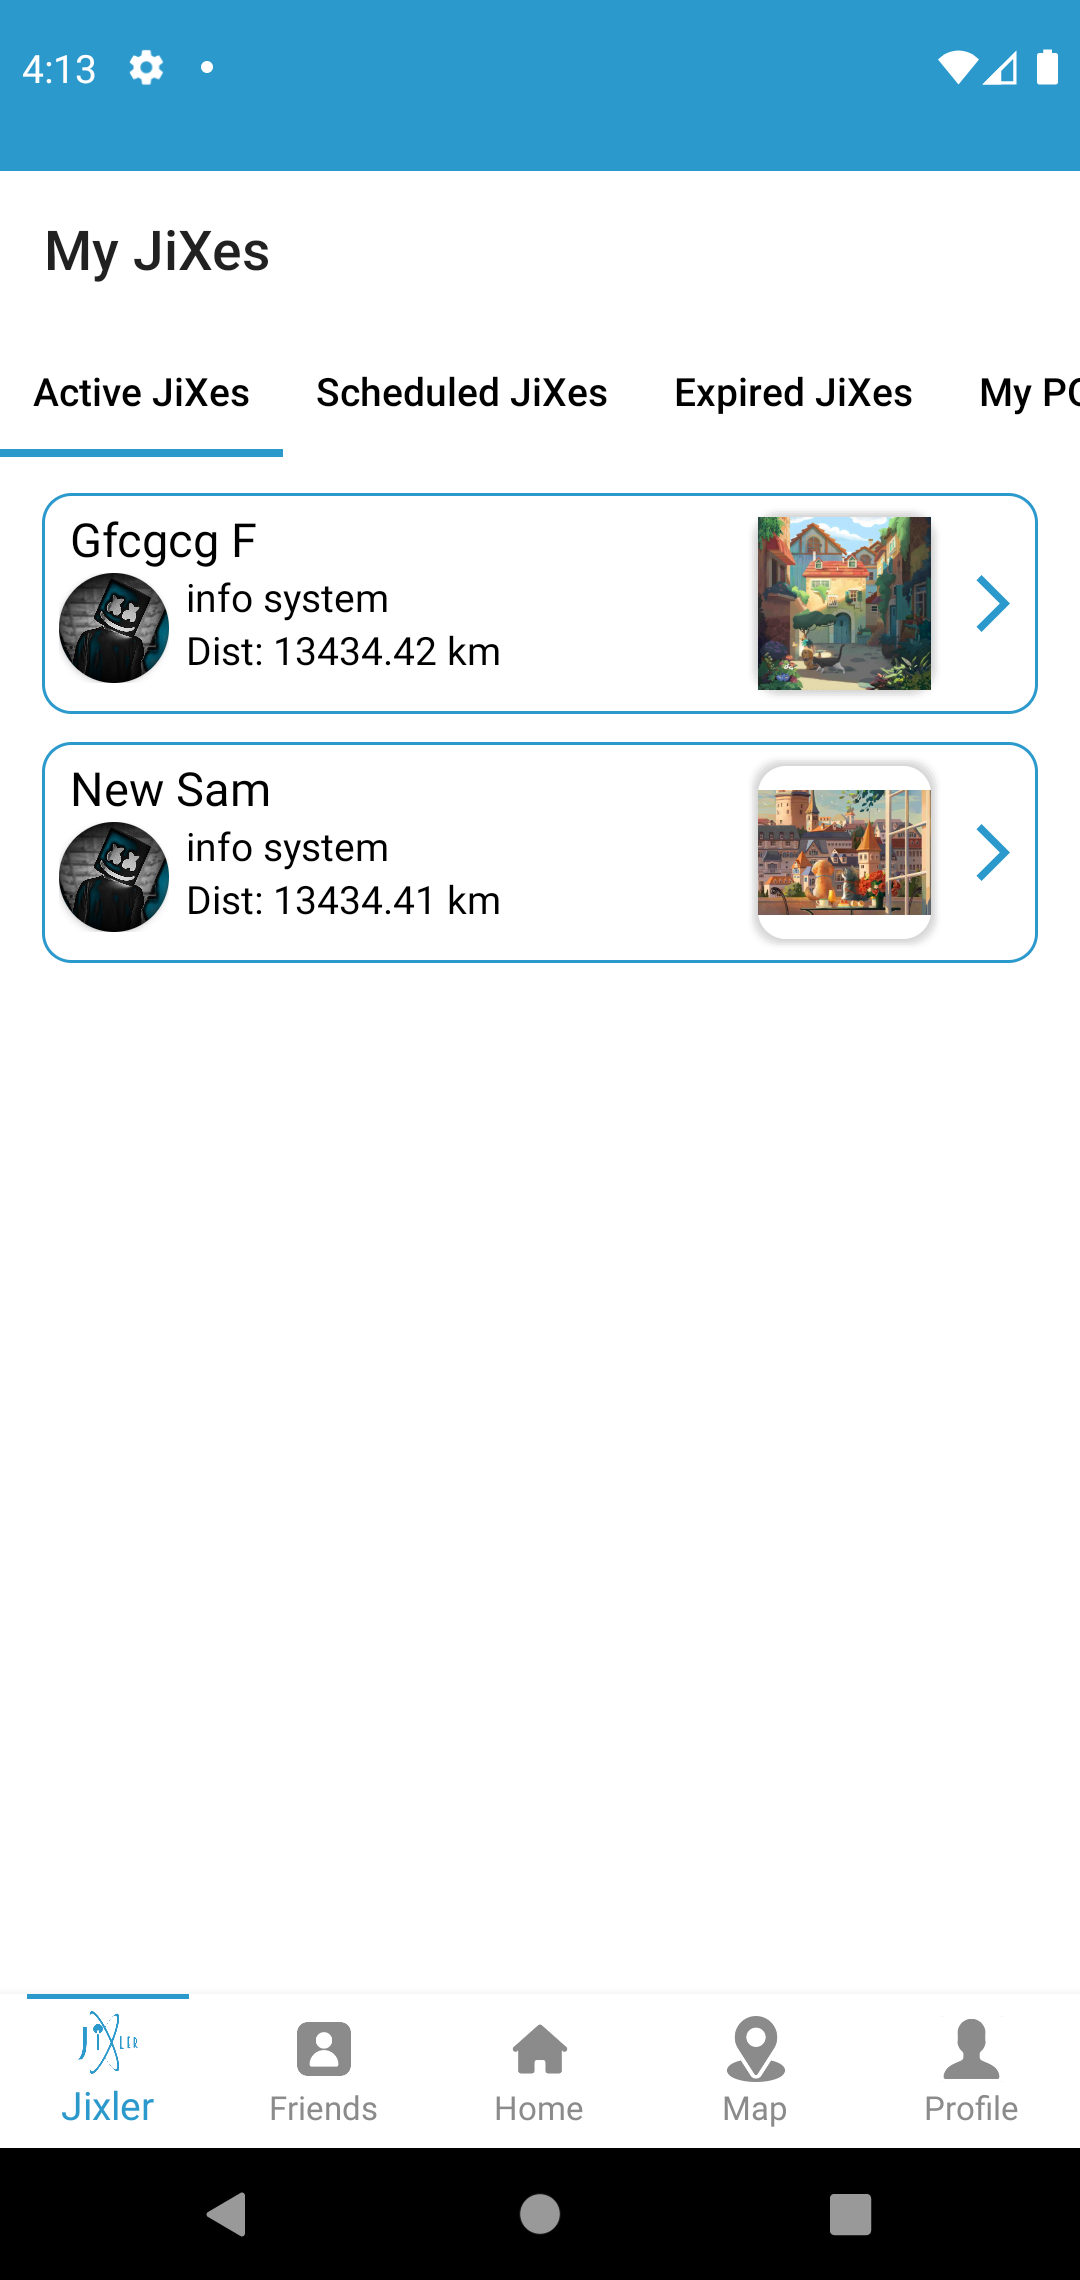 4:13
My JiXes
Active JiXes
Scheduled JiXes
Expired JiXes
My PO
Gfcgcg F
info system
Dist: 13434.42 km
New Sam
info system
Dist: 13434.41 km
JiXLER
Jixler
Friends
Home
Map
Profile